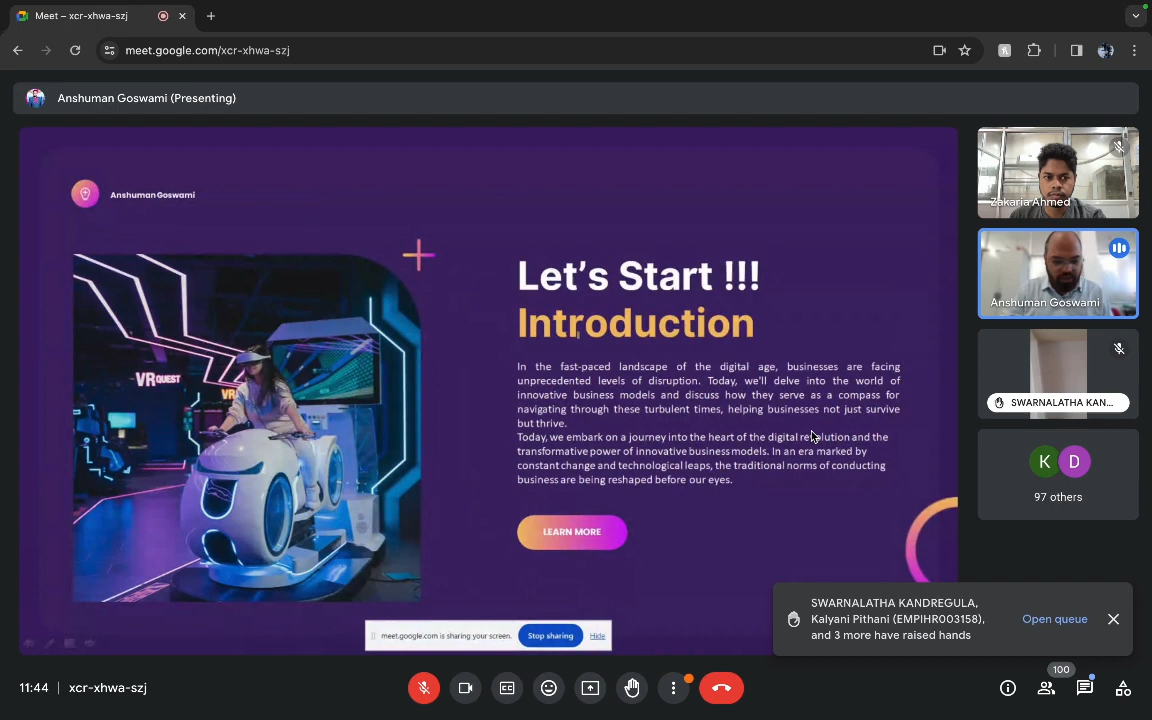 Meet – xcr-xhwa-szj
meet.google.com/xcr-xhwa-szj
Anshuman Goswami (Presenting)
Anshuman Goswami
VR QUEST
VR
Let's Start !!!
Introduction
In the fast-paced landscape of the digital age, businesses are facing
unprecedented levels of disruption. Today, we'll delve into the world of
innovative business models and discuss how they serve as a compass for
navigating through these turbulent times, helping businesses not just survive
but thrive.
Today, we embark on a journey into the heart of the digital revolution and the
transformative power of innovative business models. In an era marked by
constant change and technological leaps, the traditional norms of conducting
business are being reshaped before our eyes.
LEARN MORE
meet.google.com is sharing your screen.
Stop sharing
Hide
Zakaria Ahmed
Anshuman Goswami
SWARNALATHA KAN...
K
D
97 others
SWARNALATHA KANDREGULA,
Kalyani Pithani (EMPIHR003158),
and 3 more have raised hands
Open queue
11:44
xcr-xhwa-szj
100